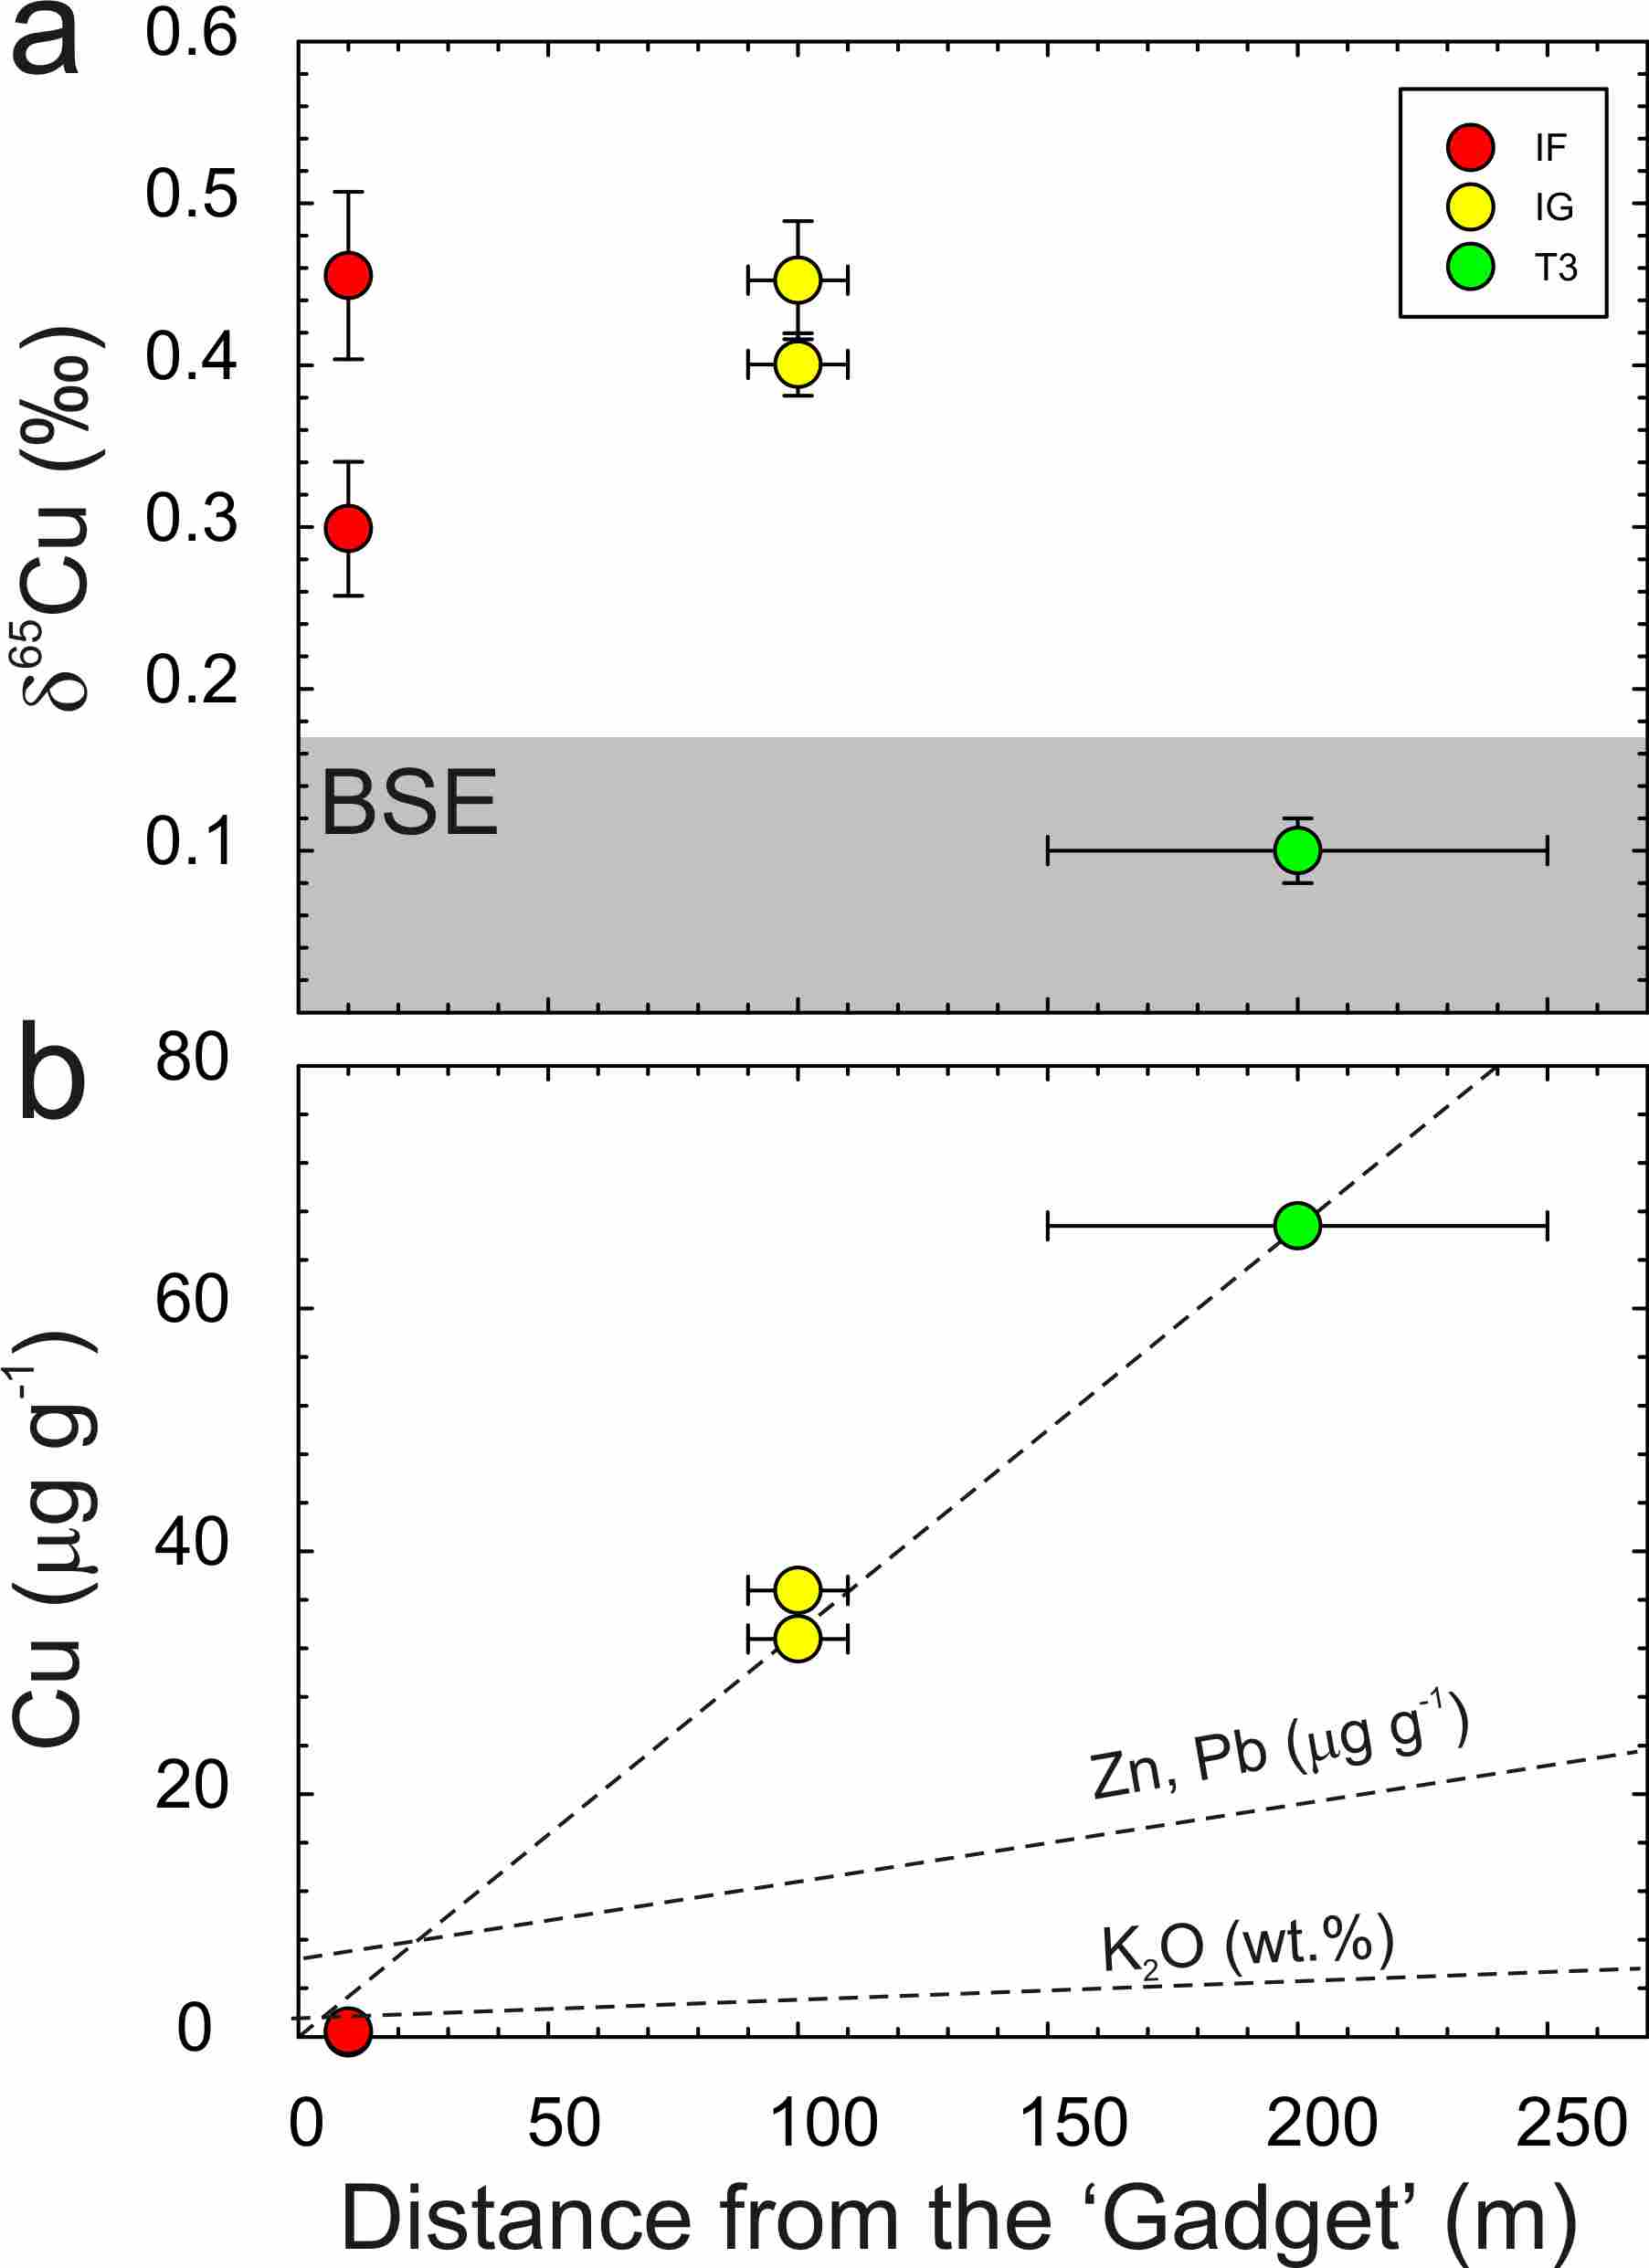 a
0.6
0.5
0.4
0.3
0.2
0.1
δ⁶⁵Cu (‰)
IF
IG
T3
BSE
b
80
60
40
20
0
Cu (µg g⁻¹)
Zn, Pb (µg g⁻¹)
K₂O (wt.%)
0 50 100 150 200 250
Distance from the ‘Gadget’ (m)